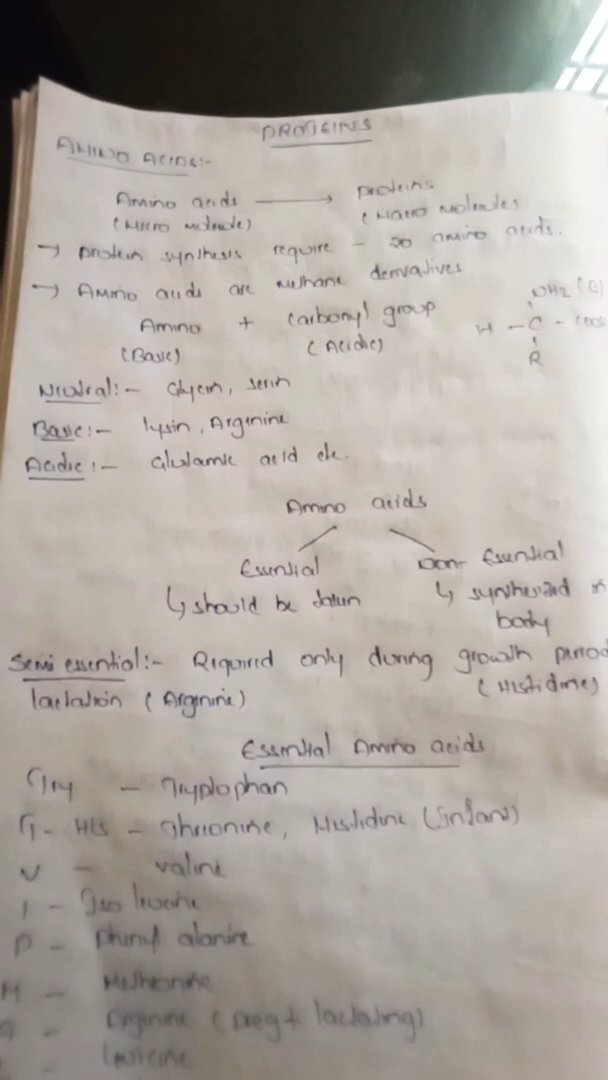 PROTEINS
AMINO ACIDS:-
Amino acids → proteins
(Micro molecule) (Macro molecule)
→ protein synthesis require - 20 amino acids.
→ Amino acids are methane derivatives
Amino + carbonyl group
(Basic) (Acidic)
NH2 (B)
H - C -
R
Neutral:- Glycin, serin
Basic:- lysin, Arginine
Acidic:- Glutamic acid etc.
Amino acids
Essential Non-Essential
↳ should be taken ↳ synthesized in
body
Semi essential:- Required only during growth period
lactation (Arginine) (Histidine)
Essential Amino acids
Try - Tryptophan
T- His - Thrionine, Histidine (Infant)
V - valine
I - Iso leucine
P - phenyl alanine
M - Methionine
Arginine (preg + lactating)
leucine